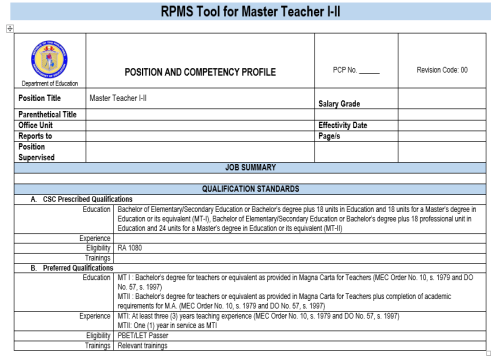 RPMS Tool for Master Teacher I-II
Department of Education
POSITION AND COMPETENCY PROFILE
PCP No. ______
Revision Code: 00
Position Title Master Teacher I-II Salary Grade
Parenthetical Title
Office Unit Effectivity Date
Reports to Page/s
Position
Supervised
JOB SUMMARY
QUALIFICATION STANDARDS
A. CSC Prescribed Qualifications
Education Bachelor of Elementary/Secondary Education or Bachelor's degree plus 18 units in Education and 18 units for a Master's degree in
Education or its equivalent (MT-I), Bachelor of Elementary/Secondary Education or Bachelor's degree plus 18 professional unit in
Education and 24 units for a Master's degree in Education or its equivalent (MT-II)
Experience
Eligibility RA 1080
Trainings
B. Preferred Qualifications
Education MT I : Bachelor's degree for teachers or equivalent as provided in Magna Carta for Teachers (MEC Order No. 10, s. 1979 and DO
No. 57, s. 1997)
MTII : Bachelor's degree for teachers or equivalent as provided in Magna Carta for Teachers plus completion of academic
requirements for M.A. (MEC Order No. 10, s. 1979 and DO No. 57, s. 1997)
Experience MTI: At least three (3) years teaching experience (MEC Order No. 10, s. 1979 and DO No. 57, s. 1997)
MTII: One (1) year in service as MTI
Eligibility PBET/LET Passer
Trainings Relevant trainings